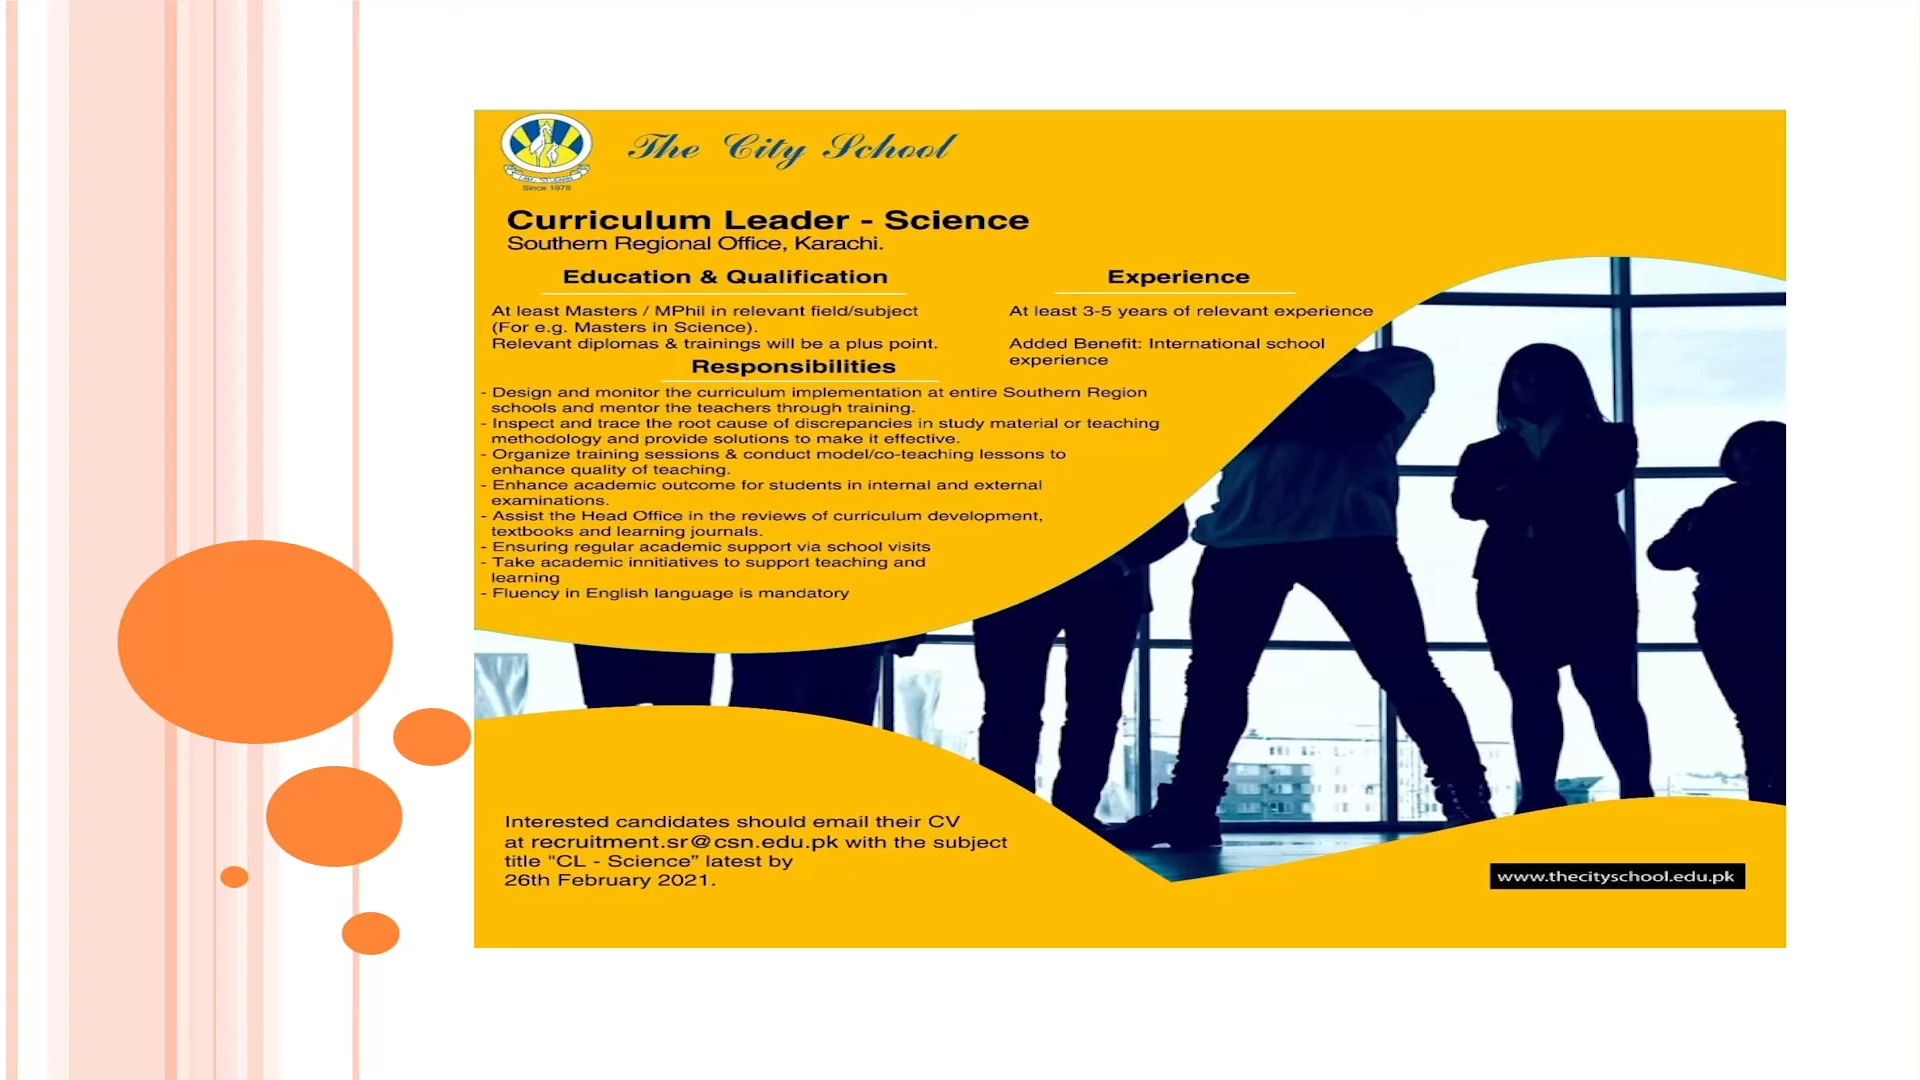 The City School
Since 1978
Curriculum Leader - Science
Southern Regional Office, Karachi.
Education & Qualification
At least Masters / MPhil in relevant field/subject
(For e.g. Masters in Science).
Relevant diplomas & trainings will be a plus point.
Experience
At least 3-5 years of relevant experience
Added Benefit: International school
experience
Responsibilities
- Design and monitor the curriculum implementation at entire Southern Region
schools and mentor the teachers through training.
- Inspect and trace the root cause of discrepancies in study material or teaching
methodology and provide solutions to make it effective.
- Organize training sessions & conduct model/co-teaching lessons to
enhance quality of teaching.
- Enhance academic outcome for students in internal and external
examinations.
- Assist the Head Office in the reviews of curriculum development,
textbooks and learning journals.
- Ensuring regular academic support via school visits
- Take academic innitiatives to support teaching and
learning
- Fluency in English language is mandatory
Interested candidates should email their CV
at recruitment.sr@csn.edu.pk with the subject
title "CL - Science” latest by
26th February 2021.
www.thecityschool.edu.pk